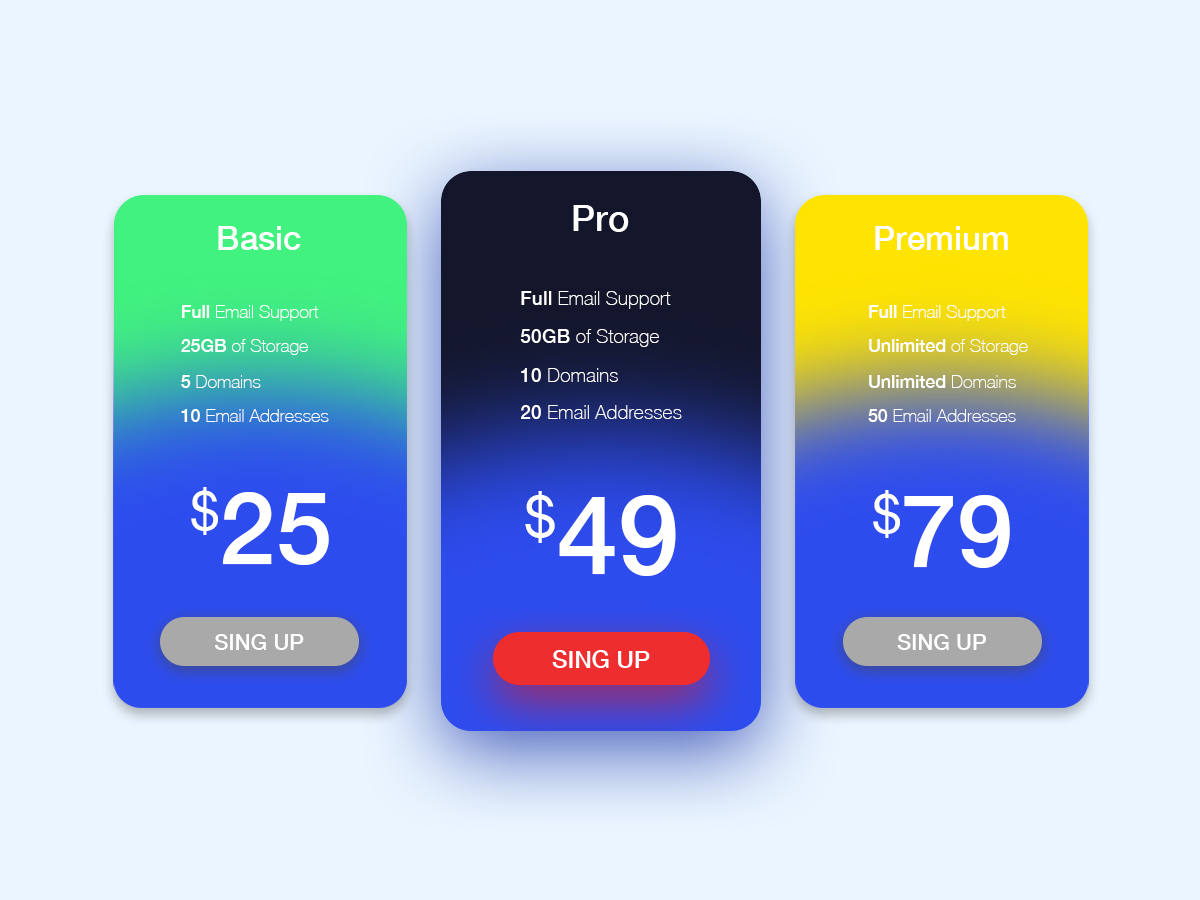 Basic
Full Email Support
25GB of Storage
5 Domains
10 Email Addresses
$25
SING UP
Pro
Full Email Support
50GB of Storage
10 Domains
20 Email Addresses
$49
SING UP
Premium
Full Email Support
Unlimited of Storage
Unlimited Domains
50 Email Addresses
$79
SING UP